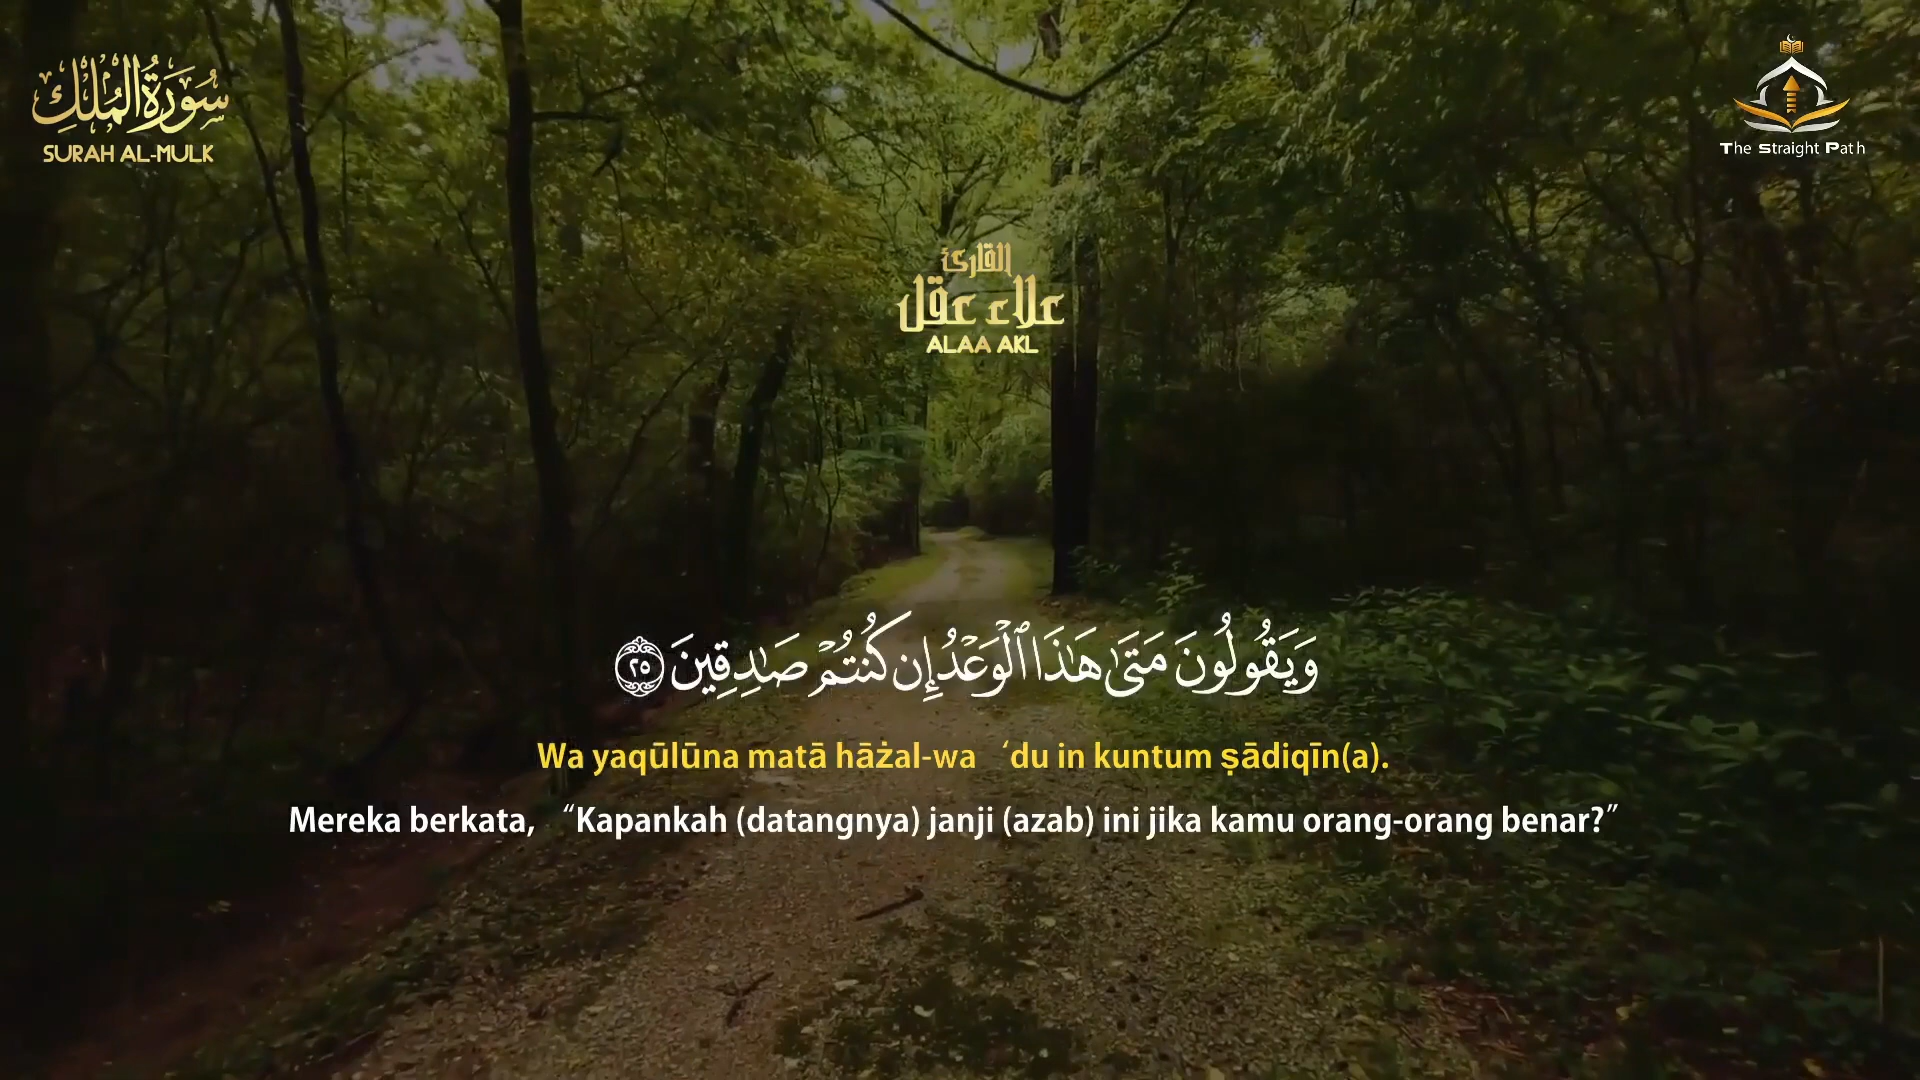 سُورَةُ الْمُلْكِ
SURAH AL-MULK
The Straight Path
القارئ
علاء عقل
ALAA AKL
وَيَقُولُونَ مَتَىٰ هَـٰذَا ٱلْوَعْدُ إِن كُنتُمْ صَـٰدِقِينَ ٢٥
Wa yaqūlūna matā hāżal-wa ‘du in kuntum ṣādiqīn(a).
Mereka berkata, “Kapankah (datangnya) janji (azab) ini jika kamu orang-orang benar?”